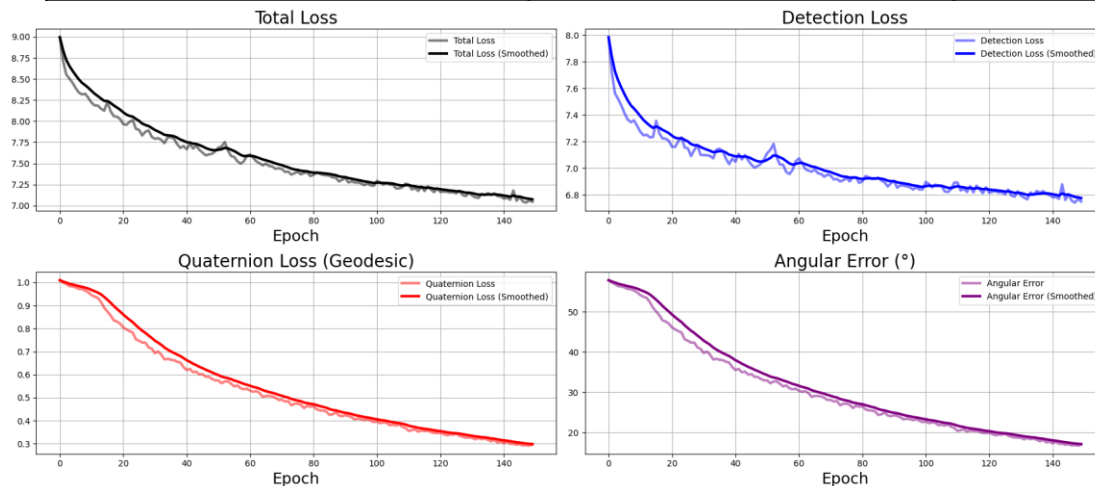 Total Loss
9.00
8.75
8.50
8.25
8.00
7.75
7.50
7.25
7.00
Total Loss
Total Loss (Smoothed)
0 20 40 60 80 100 120 140
Epoch
Detection Loss
8.0
7.8
7.6
7.4
7.2
7.0
6.8
Detection Loss
Detection Loss (Smoothed)
0 20 40 60 80 100 120 140
Epoch
Quaternion Loss (Geodesic)
1.0
0.9
0.8
0.7
0.6
0.5
0.4
0.3
Quaternion Loss
Quaternion Loss (Smoothed)
0 20 40 60 80 100 120 140
Epoch
Angular Error (°)
50
40
30
20
Angular Error
Angular Error (Smoothed)
0 20 40 60 80 100 120 140
Epoch